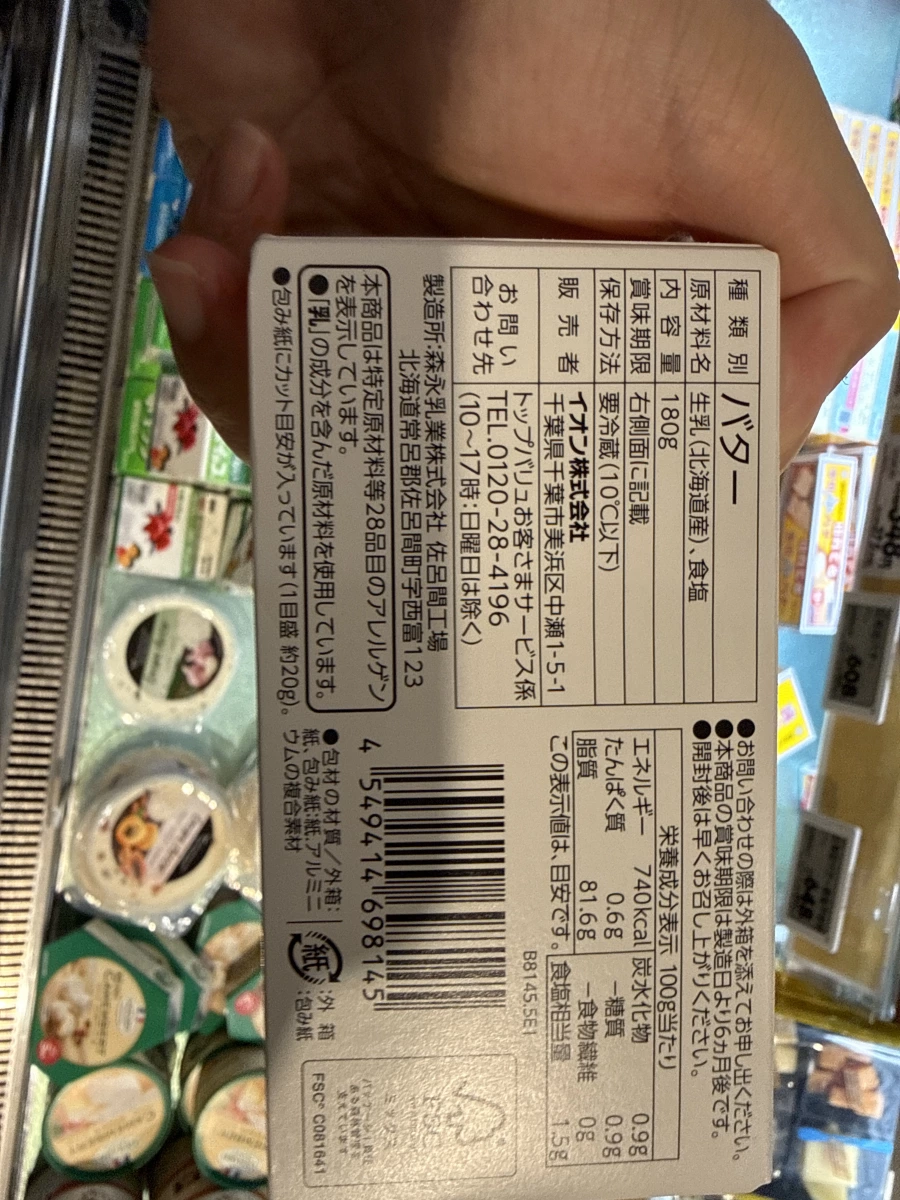 種類別 バター
原材料名 生乳(北海道産)、食塩
内容量 180g
賞味期限 右側面に記載
保存方法 要冷蔵(10℃以下)
販売者 イオン株式会社
千葉県千葉市美浜区中瀬1-5-1
お問い合わせ先 トップバリュお客さまサービス係
TEL.0120-28-4196
(10〜17時:日曜日は除く)
製造所:森永乳業株式会社 佐呂間工場
北海道常呂郡佐呂間町字西富123
本商品は特定原材料等28品目のアレルゲン
を表示しています。
●「乳」の成分を含んだ原材料を使用しています。
●包み紙にカット目安が入っています(1目盛 約20g)。
●お問い合わせの際は外箱を添えてお申し出ください。
●本商品の賞味期限は製造日より6カ月後です。
●開封後は早くお召し上がりください。
栄養成分表示 100g当たり
エネルギー 740kcal 炭水化物 0.9g
たんぱく質 0.6g −糖質 0.9g
脂質 81.6g −食物繊維 0g
食塩相当量 1.5g
この表示値は、目安です。
B8145.5E1
4 549414 698145
●包材の材質/外箱:
紙、包み紙:紙、アルミニ
ウムの複合素材
紙
:外箱
:包み紙
FSC
ミックス
FSC® C081641